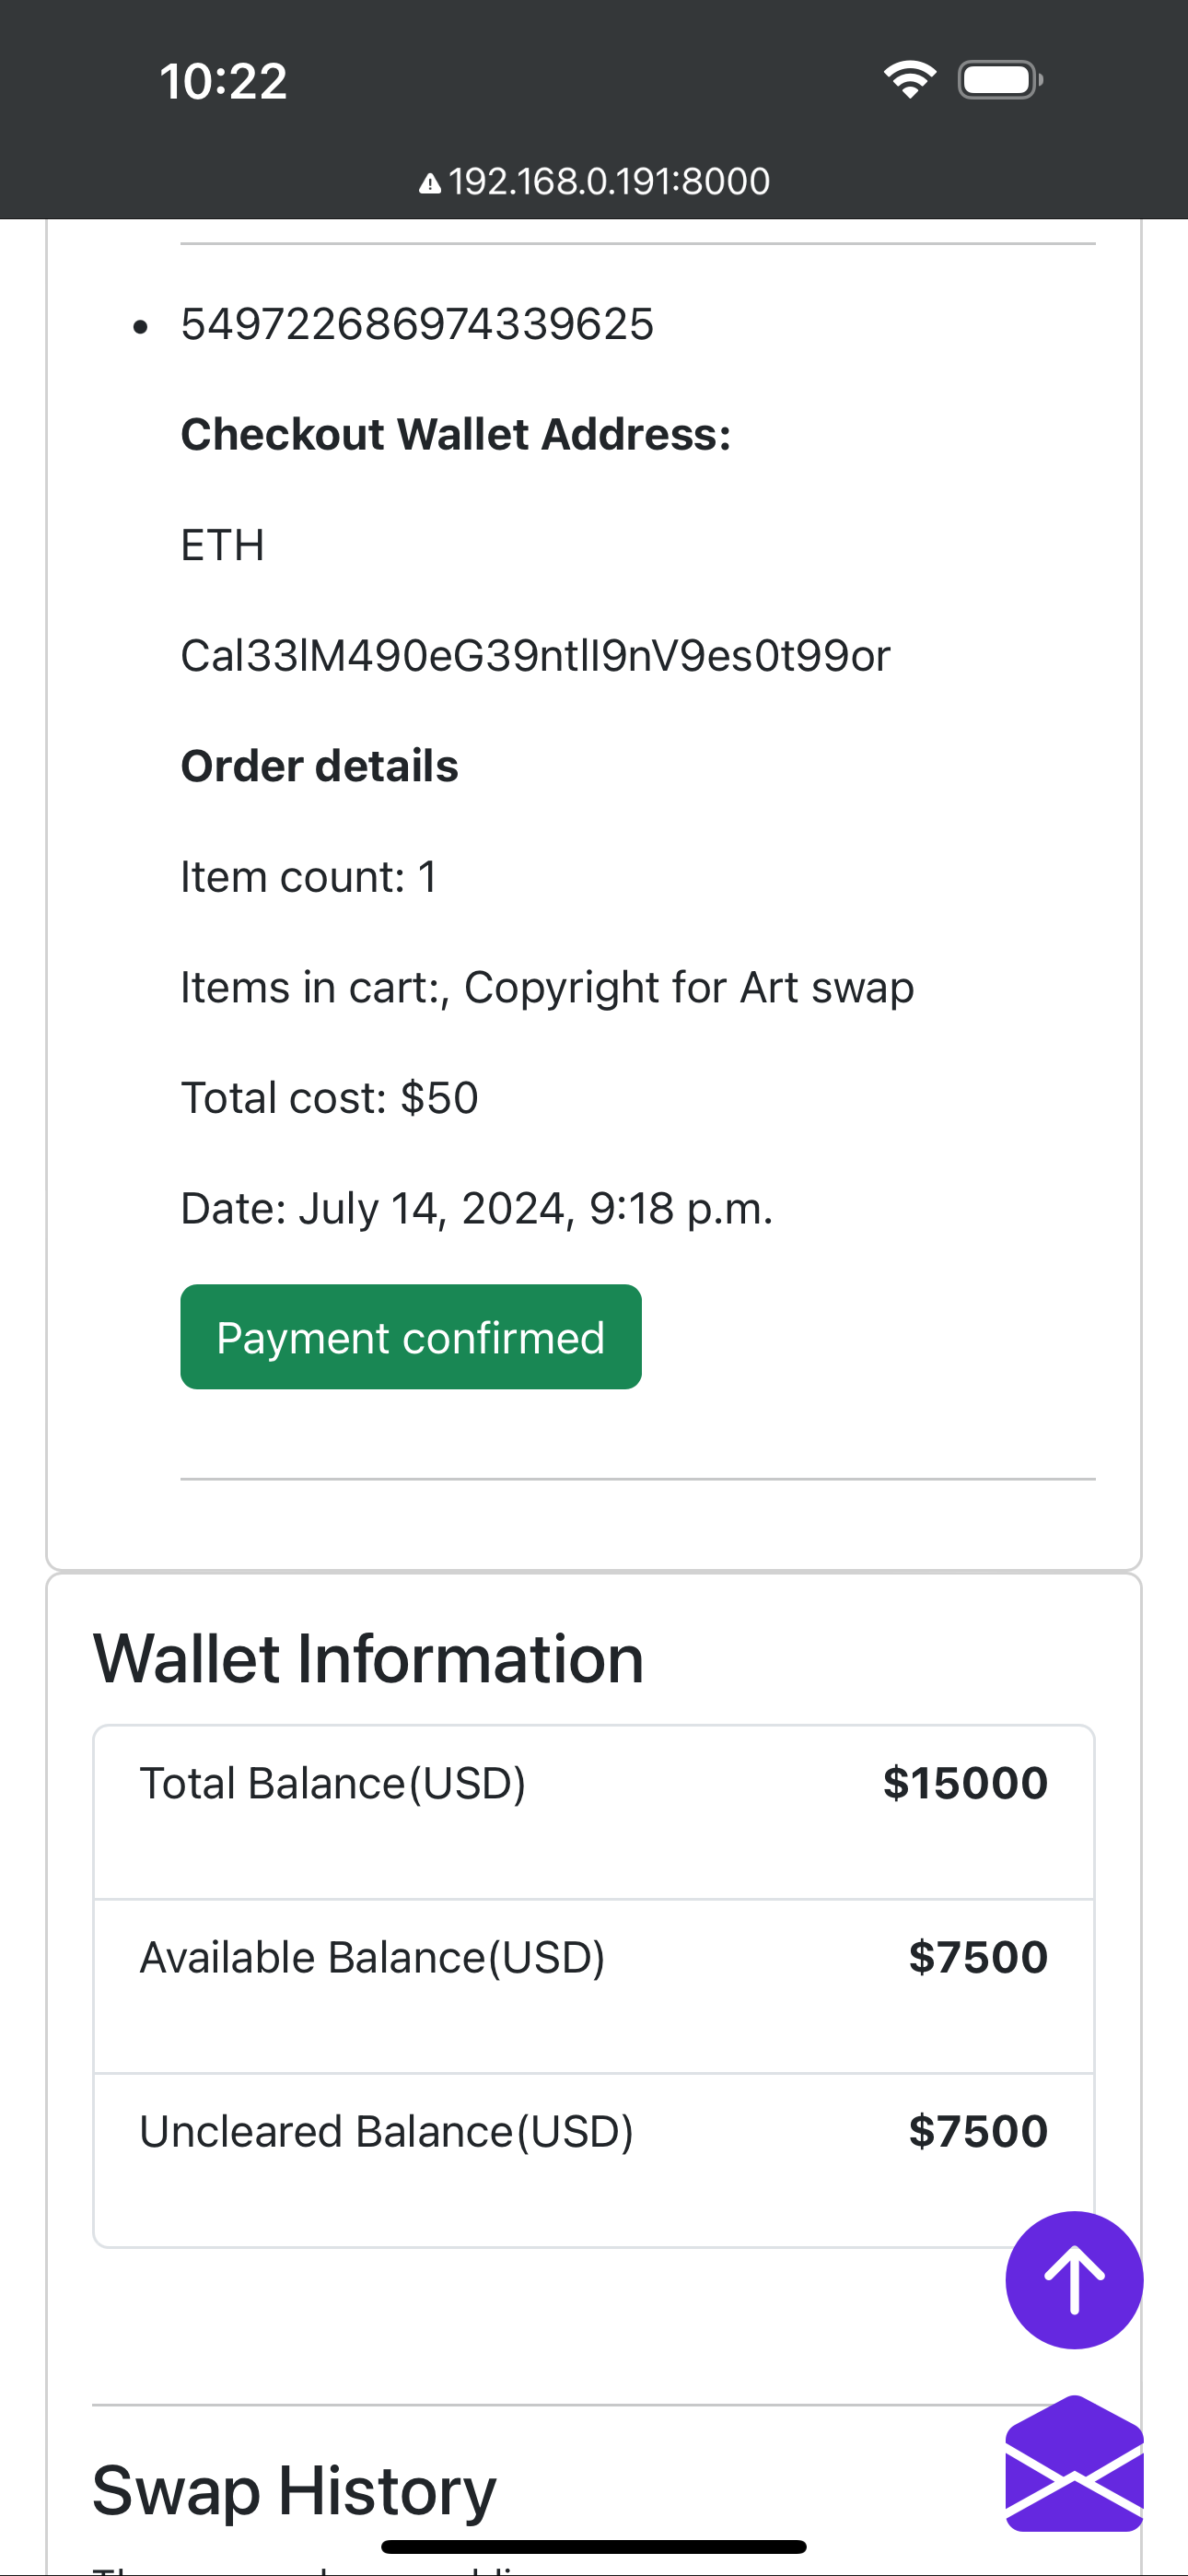 10:22
192.168.0.191:8000
549722686974339625
Checkout Wallet Address:
ETH
Cal33lM490eG39ntll9nV9es0t99or
Order details
Item count: 1
Items in cart:, Copyright for Art swap
Total cost: $50
Date: July 14, 2024, 9:18 p.m.
Payment confirmed
Wallet Information
Total Balance(USD) $15000
Available Balance(USD) $7500
Uncleared Balance(USD) $7500
Swap History